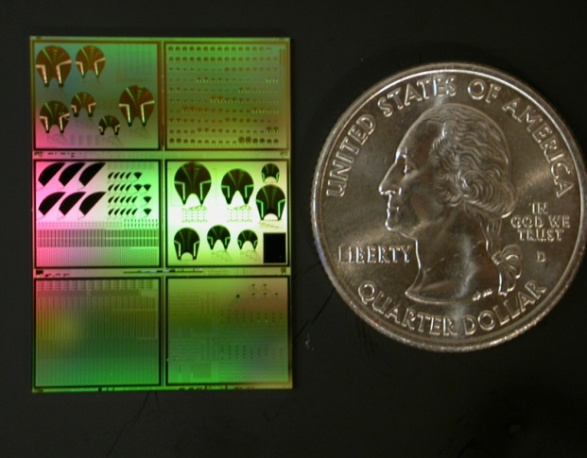 UNITED STATES OF AMERICA
LIBERTY
IN
GOD WE
TRUST
D
QUARTER DOLLAR